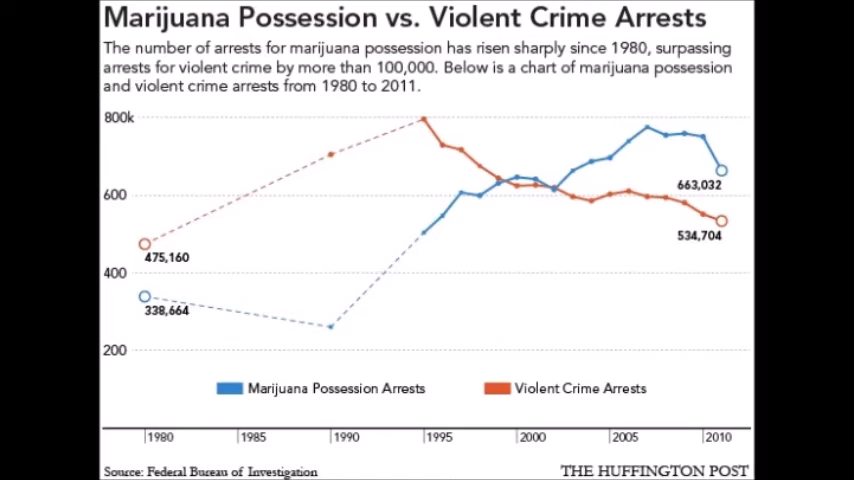 Marijuana Possession vs. Violent Crime Arrests
The number of arrests for marijuana possession has risen sharply since 1980, surpassing
arrests for violent crime by more than 100,000. Below is a chart of marijuana possession
and violent crime arrests from 1980 to 2011.
800k
663,032
600
534,704
475,160
400
338,664
200
Marijuana Possession Arrests Violent Crime Arrests
1980 1985 1990 1995 2000 2005 2010
Source: Federal Bureau of Investigation THE HUFFINGTON POST